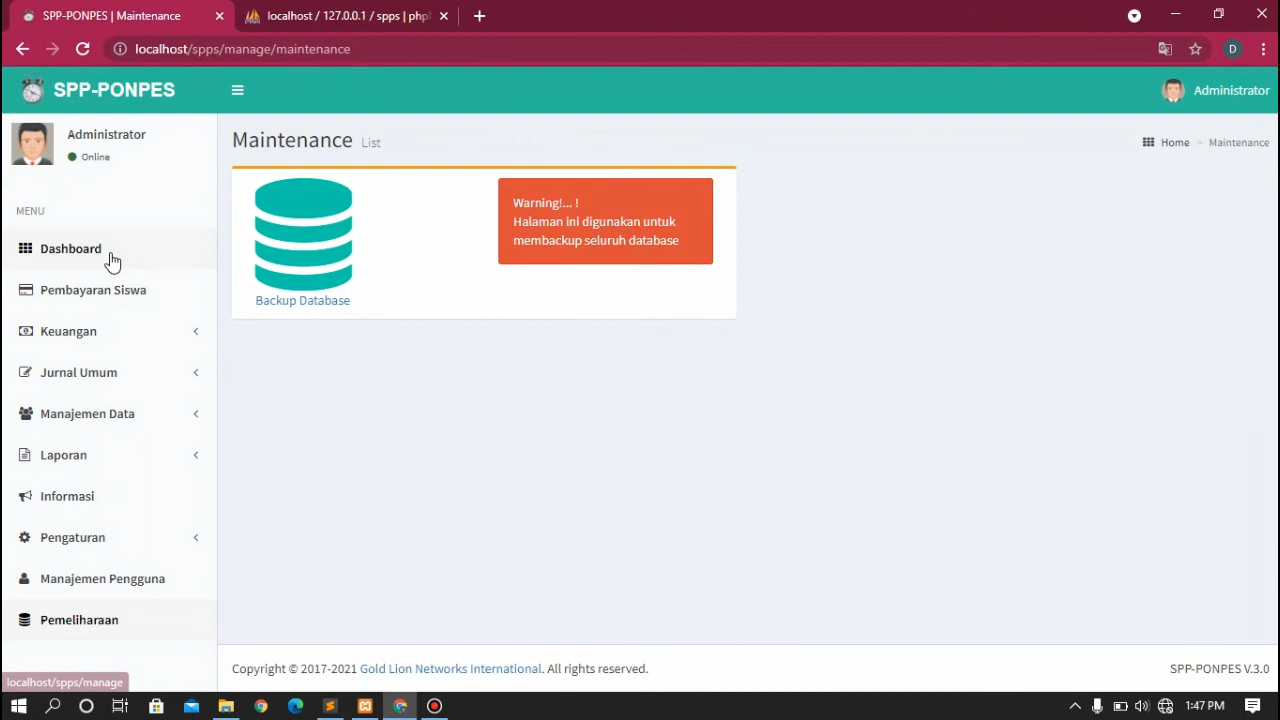 SPP-PONPES | Maintenance
localhost / 127.0.0.1 / spps | php
localhost/spps/manage/maintenance
D
SPP-PONPES
Administrator
Administrator
Online
Maintenance List
Home > Maintenance
MENU
Dashboard
Pembayaran Siswa
Keuangan
Jurnal Umum
Manajemen Data
Laporan
Informasi
Pengaturan
Manajemen Pengguna
Pemeliharaan
Backup Database
Warning!... !
Halaman ini digunakan untuk
membackup seluruh database
Copyright © 2017-2021 Gold Lion Networks International. All rights reserved.
SPP-PONPES V.3.0
localhost/spps/manage
1:47 PM